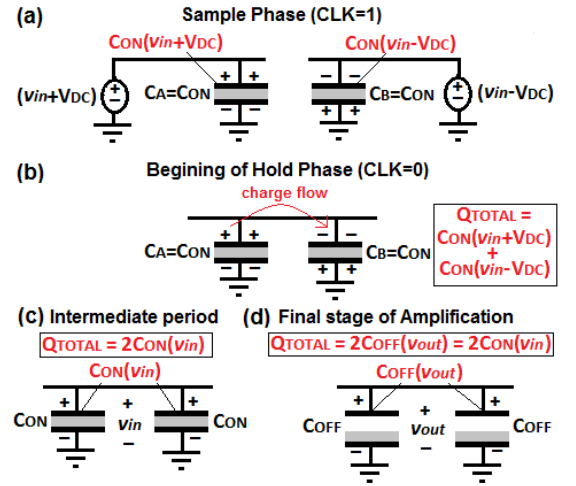 (a) Sample Phase (CLK=1)
CON(vin+VDC) CON(vin-VDC)
(vin+VDC) + − CA=CON + + − − − − + + CB=CON + − (vin-VDC)
(b) Begining of Hold Phase (CLK=0)
charge flow
CA=CON + + − − − − + + CB=CON
QTOTAL =
CON(vin+VDC)
+
CON(vin-VDC)
(c) Intermediate period
QTOTAL = 2CON(vin)
CON(vin)
CON + − + vin − + − CON
(d) Final stage of Amplification
QTOTAL = 2COFF(vout) = 2CON(vin)
COFF(vout)
COFF + − + vout − + − COFF